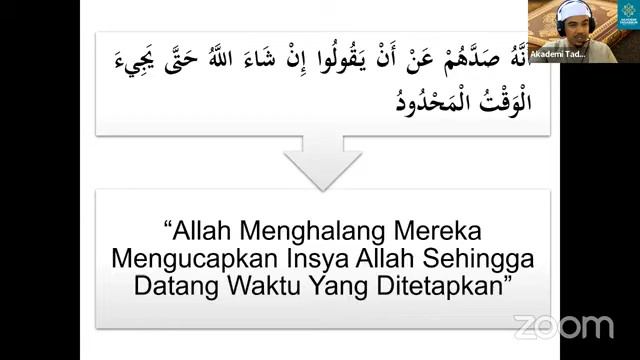 أَنَّهُ صَدَّهُمْ عَنْ أَنْ يَقُولُوا إِنْ شَاءَ اللَّهُ حَتَّى يَجِيءَ
الْوَقْتُ الْمَحْدُودُ
“Allah Menghalang Mereka
Mengucapkan Insya Allah Sehingga
Datang Waktu Yang Ditetapkan”
Akademi Tad...
zoom